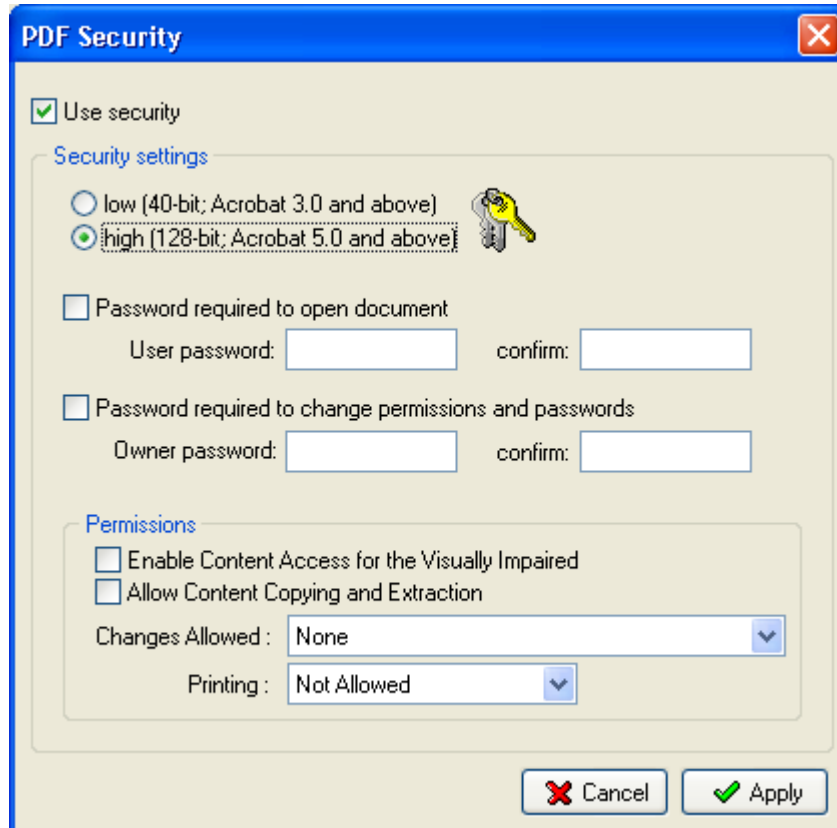 PDF Security
Use security
Security settings
low (40-bit; Acrobat 3.0 and above)
high (128-bit; Acrobat 5.0 and above)
Password required to open document
User password: confirm:
Password required to change permissions and passwords
Owner password: confirm:
Permissions
Enable Content Access for the Visually Impaired
Allow Content Copying and Extraction
Changes Allowed : None
Printing : Not Allowed
Cancel Apply